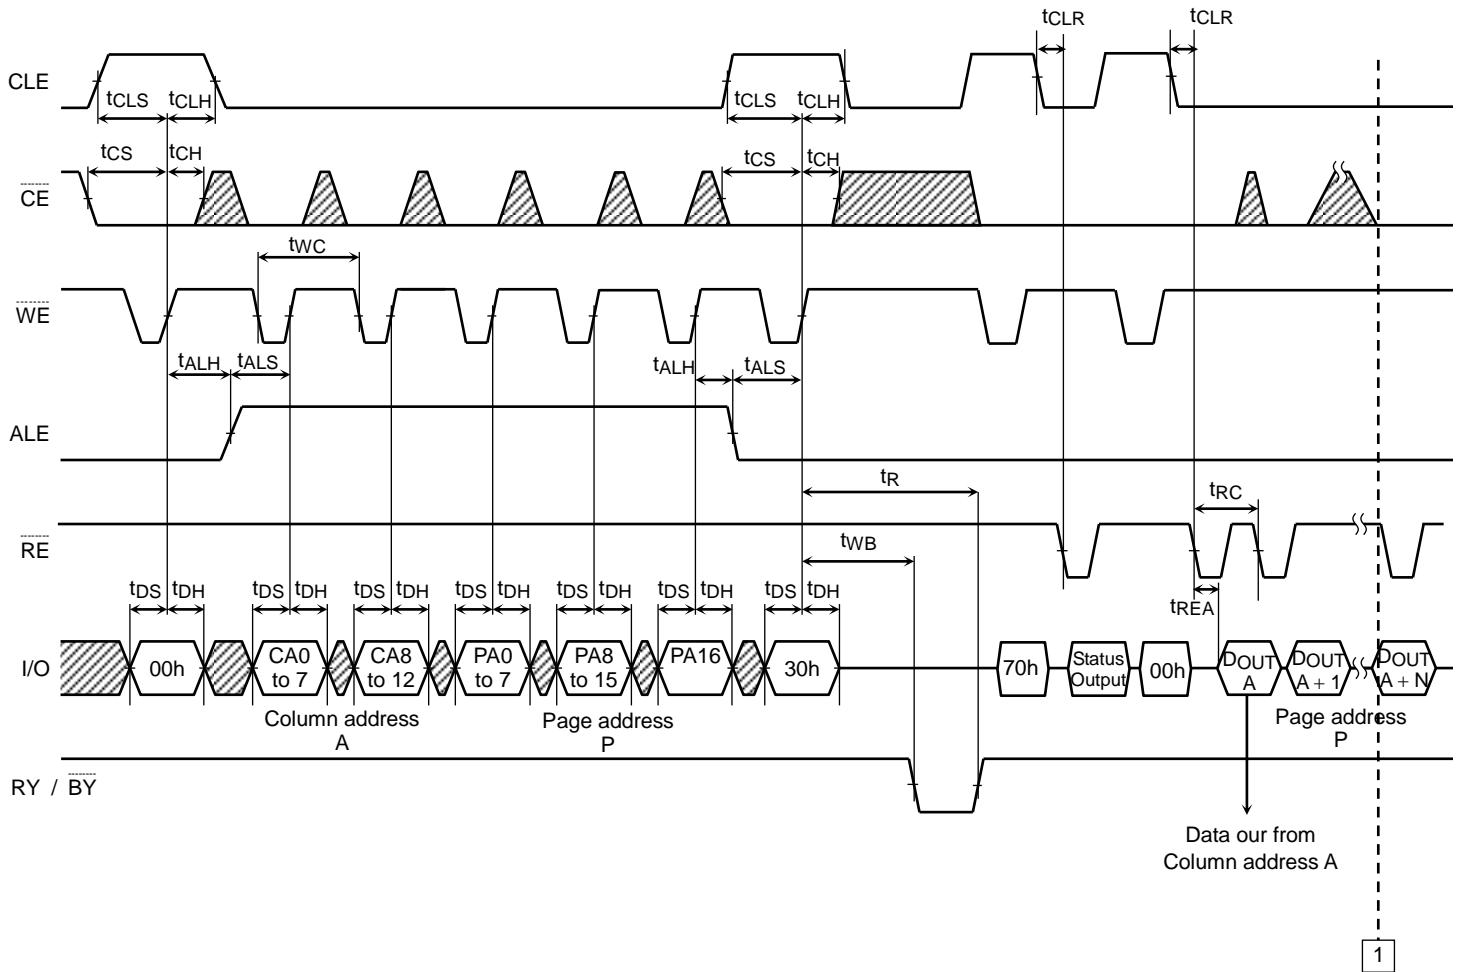 tCLR tCLR
CLE
tCLS tCLH tCLS tCLH
tCS tCH tCS tCH
CE
tWC
WE
tALH tALS tALH tALS
ALE
tR
tRC
RE
tWB
tDS tDH tDS tDH tDS tDH tDS tDH tDS tDH tDS tDH tDS tDH
tREA
I/O
00h
CA0
to 7
CA8
to 12
PA0
to 7
PA8
to 15
PA16
30h
70h
Status
Output
00h
DOUT
A
DOUT
A + 1
DOUT
A + N
Column address
A
Page address
P
Page address
P
RY / BY
Data our from
Column address A
1